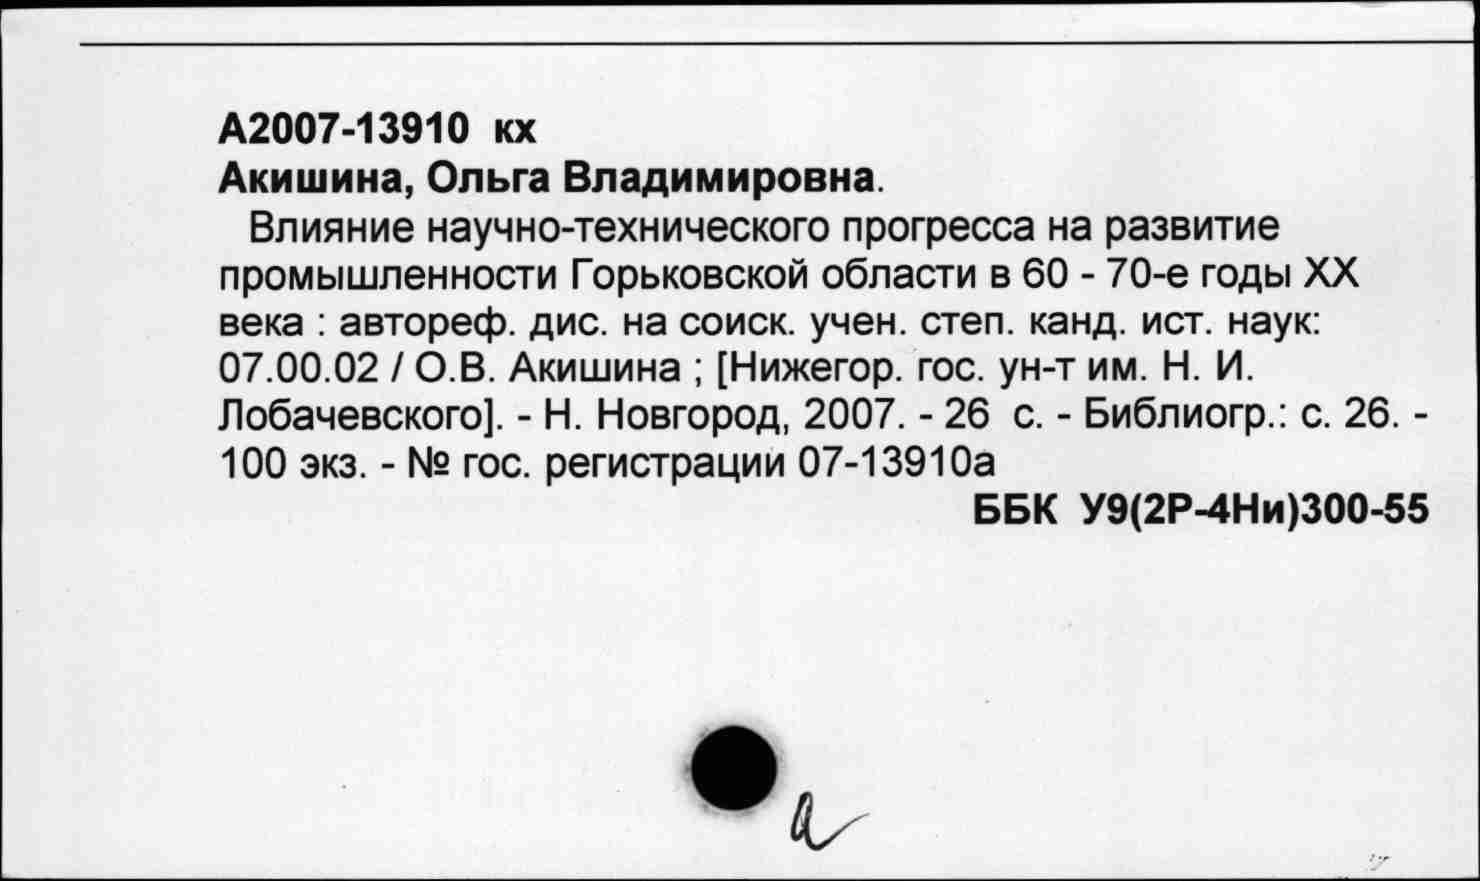 А2007-13910 кх
Акишина, Ольга Владимировна.
Влияние научно-технического прогресса на развитие
промышленности Горьковской области в 60 - 70-е годы XX
века : автореф. дис. на соиск. учен. степ. канд. ист. наук:
07.00.02 / О.В. Акишина ; [Нижегор. гос. ун-т им. Н. И.
Лобачевского]. - Н. Новгород, 2007. - 26 с. - Библиогр.: с. 26. -
100 экз. - № гос. регистрации 07-13910а
ББК У9(2Р-4Ни)300-55